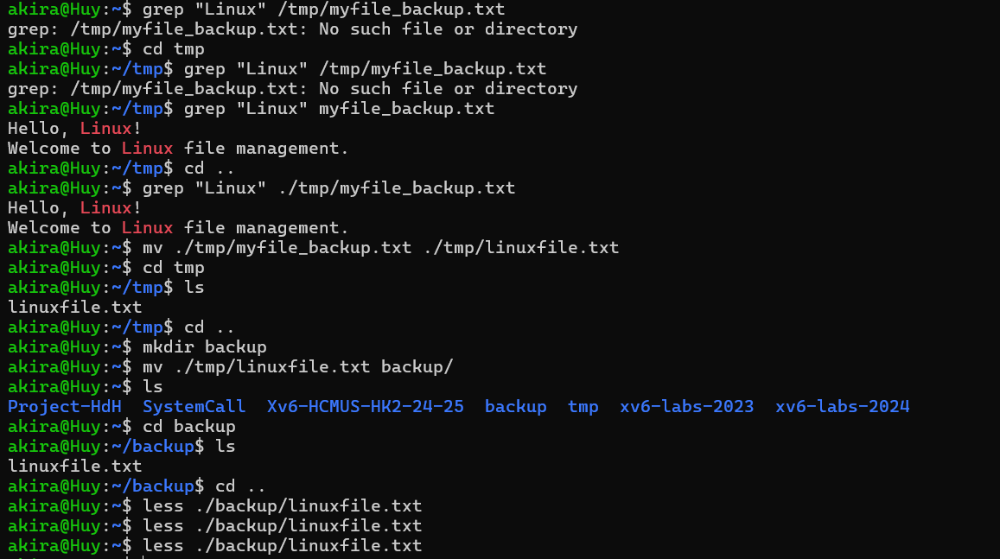 akira@Huy:~$ grep "Linux" /tmp/myfile_backup.txt
grep: /tmp/myfile_backup.txt: No such file or directory
akira@Huy:~$ cd tmp
akira@Huy:~/tmp$ grep "Linux" /tmp/myfile_backup.txt
grep: /tmp/myfile_backup.txt: No such file or directory
akira@Huy:~/tmp$ grep "Linux" myfile_backup.txt
Hello, Linux!
Welcome to Linux file management.
akira@Huy:~/tmp$ cd ..
akira@Huy:~$ grep "Linux" ./tmp/myfile_backup.txt
Hello, Linux!
Welcome to Linux file management.
akira@Huy:~$ mv ./tmp/myfile_backup.txt ./tmp/linuxfile.txt
akira@Huy:~$ cd tmp
akira@Huy:~/tmp$ ls
linuxfile.txt
akira@Huy:~/tmp$ cd ..
akira@Huy:~$ mkdir backup
akira@Huy:~$ mv ./tmp/linuxfile.txt backup/
akira@Huy:~$ ls
Project-HdH  SystemCall  Xv6-HCMUS-HK2-24-25  backup  tmp  xv6-labs-2023  xv6-labs-2024
akira@Huy:~$ cd backup
akira@Huy:~/backup$ ls
linuxfile.txt
akira@Huy:~/backup$ cd ..
akira@Huy:~$ less ./backup/linuxfile.txt
akira@Huy:~$ less ./backup/linuxfile.txt
akira@Huy:~$ less ./backup/linuxfile.txt